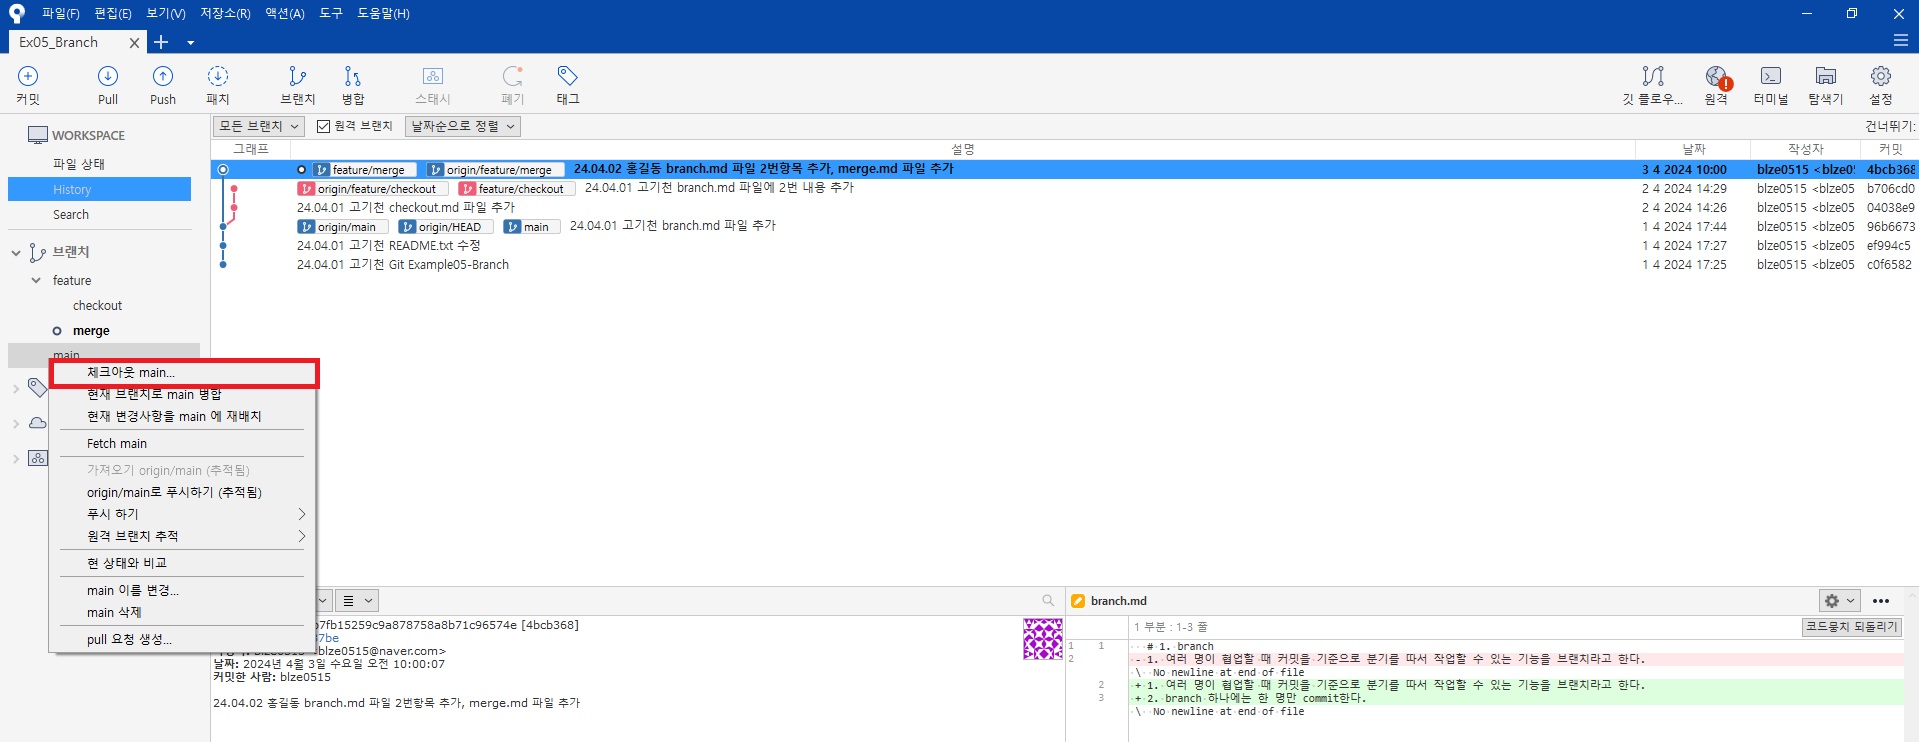 파일(F) 편집(E) 보기(V) 저장소(R) 액션(A) 도구 도움말(H)
Ex05_Branch
커밋 Pull Push 패치 브랜치 병합 스태시 폐기 태그 깃 플로우... 원격 터미널 탐색기 설정
WORKSPACE
파일 상태
History
Search
브랜치
feature
checkout
merge
main
모든 브랜치 원격 브랜치 날짜순으로 정렬 건너뛰기:
그래프 설명 날짜 작성자 커밋
feature/merge origin/feature/merge 24.04.02 홍길동 branch.md 파일 2번항목 추가, merge.md 파일 추가 3 4 2024 10:00 blze0515 <blze05 4bcb368
origin/feature/checkout feature/checkout 24.04.01 고기천 branch.md 파일에 2번 내용 추가 2 4 2024 14:29 blze0515 <blze05 b706cd0
24.04.01 고기천 checkout.md 파일 추가 2 4 2024 14:26 blze0515 <blze05 04038e9
origin/main origin/HEAD main 24.04.01 고기천 branch.md 파일 추가 1 4 2024 17:44 blze0515 <blze05 96b6673
24.04.01 고기천 README.txt 수정 1 4 2024 17:27 blze0515 <blze05 ef994c5
24.04.01 고기천 Git Example05-Branch 1 4 2024 17:25 blze0515 <blze05 c0f6582
체크아웃 main...
현재 브랜치로 main 병합
현재 변경사항을 main 에 재배치
Fetch main
가져오기 origin/main (추적됨)
origin/main로 푸시하기 (추적됨)
푸시 하기
원격 브랜치 추적
현 상태와 비교
main 이름 변경...
main 삭제
pull 요청 생성...
b7fb15259c9a878758a8b71c96574e [4bcb368]
37be
blze0515@naver.com>
날짜: 2024년 4월 3일 수요일 오전 10:00:07
커밋한 사람: blze0515
24.04.02 홍길동 branch.md 파일 2번항목 추가, merge.md 파일 추가
branch.md
1 부분 : 1-3 줄 코드뭉치 되돌리기
1 1 # 1. branch
2 - 1. 여러 명이 협업할 때 커밋을 기준으로 분기를 따서 작업할 수 있는 기능을 브랜치라고 한다.
\ No newline at end of file
2 + 1. 여러 명이 협업할 때 커밋을 기준으로 분기를 따서 작업할 수 있는 기능을 브랜치라고 한다.
3 + 2. branch 하나에는 한 명만 commit한다.
\ No newline at end of file